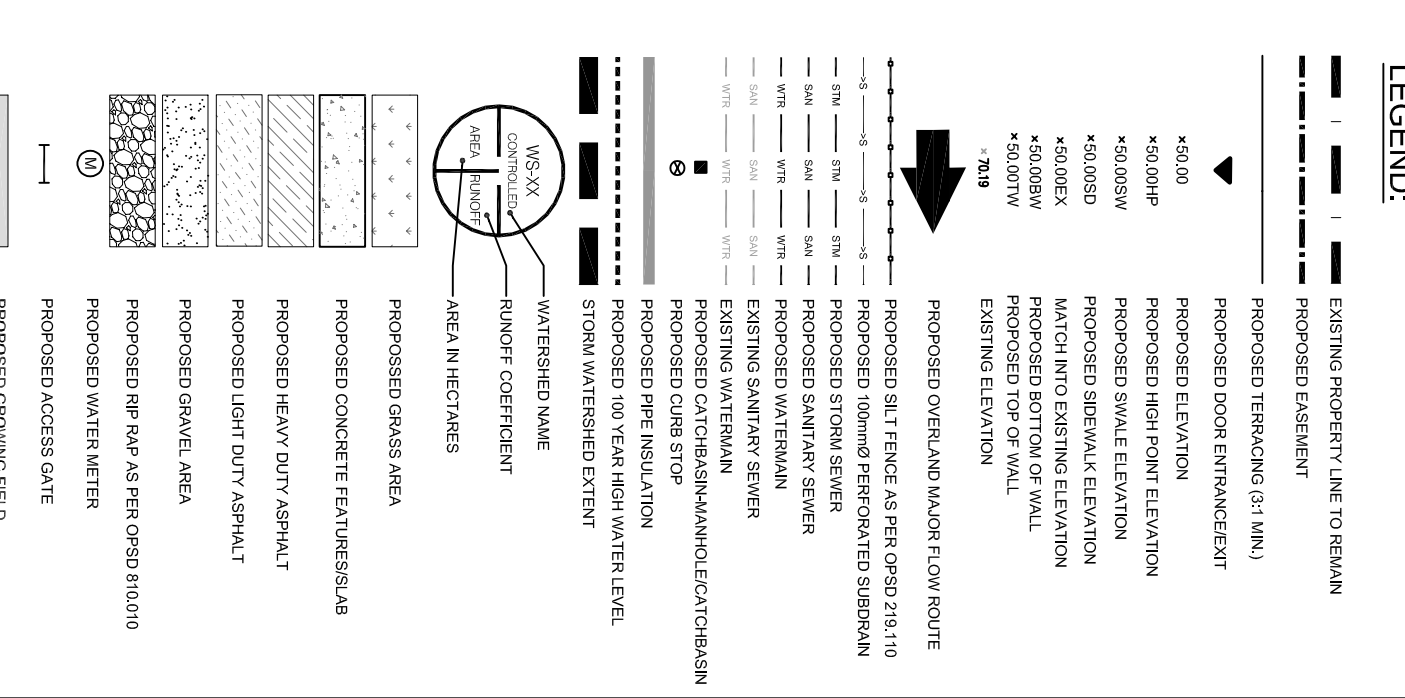 LEGEND:
EXISTING PROPERTY LINE TO REMAIN
PROPOSED EASEMENT
PROPOSED TERRACING (3:1 MIN.)
PROPOSED DOOR ENTRANCE/EXIT
×50.00 PROPOSED ELEVATION
×50.00HP PROPOSED HIGH POINT ELEVATION
×50.00SW PROPOSED SWALE ELEVATION
×50.00SD PROPOSED SIDEWALK ELEVATION
×50.00EX MATCH INTO EXISTING ELEVATION
×50.00BW PROPOSED BOTTOM OF WALL
×50.00TW PROPOSED TOP OF WALL
×70.19 EXISTING ELEVATION
PROPOSED OVERLAND MAJOR FLOW ROUTE
PROPOSED SILT FENCE AS PER OPSD 219.110
>S >S >S >S PROPOSED 100mmØ PERFORATED SUBDRAIN
STM STM STM STM PROPOSED STORM SEWER
SAN SAN SAN SAN PROPOSED SANITARY SEWER
WTR WTR WTR WTR PROPOSED WATERMAIN
SAN SAN SAN SAN EXISTING SANITARY SEWER
WTR WTR WTR WTR EXISTING WATERMAIN
PROPOSED CATCHBASIN-MANHOLE/CATCHBASIN
PROPOSED CURB STOP
PROPOSED PIPE INSULATION
PROPOSED 100 YEAR HIGH WATER LEVEL
STORM WATERSHED EXTENT
WS-XX
CONTROLLED
AREA RUNOFF
WATERSHED NAME
RUNOFF COEFFICIENT
AREA IN HECTARES
PROPOSSED GRASS AREA
PROPOSED CONCRETE FEATURES/SLAB
PROPOSED HEAVY DUTY ASPHALT
PROPOSED LIGHT DUTY ASPHALT
PROPOSED GRAVEL AREA
PROPOSED RIP RAP AS PER OPSD 810.010
M PROPOSED WATER METER
PROPOSED ACCESS GATE
PROPOSED GROWING FIELD